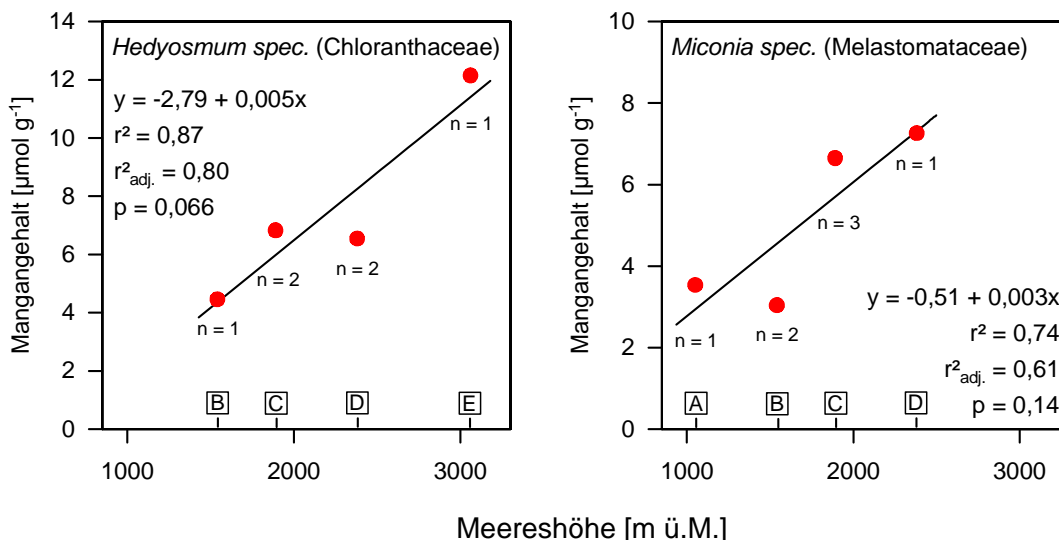 Hedyosmum spec. (Chloranthaceae)
y = -2,79 + 0,005x
r² = 0,87
r²adj. = 0,80
p = 0,066
n = 1
n = 2
n = 2
n = 1
B C D E
14
12
10
8
6
4
2
0
1000 2000 3000
Mangangehalt [µmol g-1]
Miconia spec. (Melastomataceae)
n = 1
n = 3
n = 1
n = 2
y = -0,51 + 0,003x
r² = 0,74
r²adj. = 0,61
p = 0,14
A B C D
10
8
6
4
2
0
1000 2000 3000
Mangangehalt [µmol g-1]
Meereshöhe [m ü.M.]